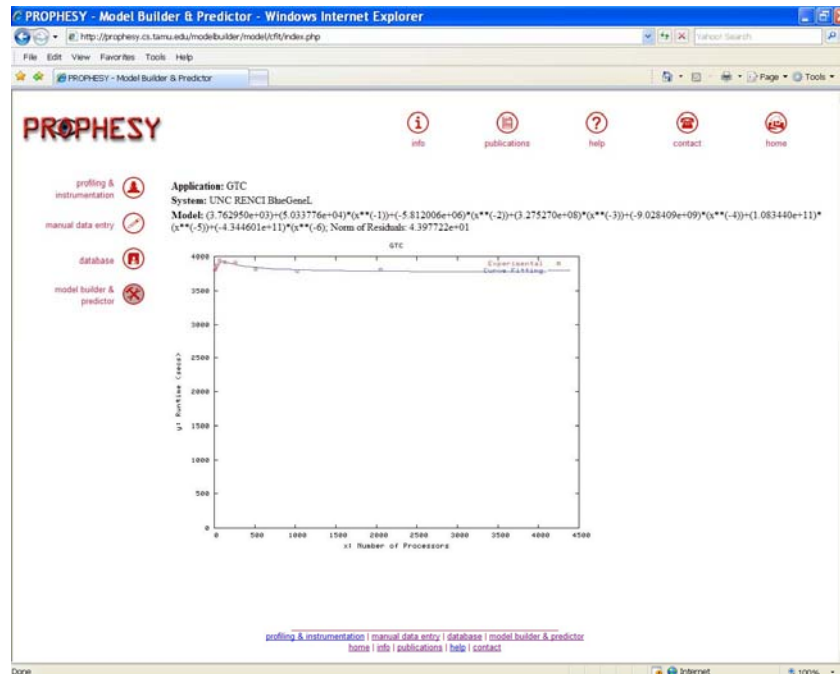 PROPHESY - Model Builder & Predictor - Windows Internet Explorer
http://prophesy.cs.tamu.edu/modelbuilder/model/cfit/index.php
Yahoo! Search
File Edit View Favorites Tools Help
PROPHESY - Model Builder & Predictor
Page Tools
PROPHESY
info publications help contact home
profiling &
instrumentation
manual data entry
database
model builder &
predictor
Application: GTC
System: UNC RENCI BlueGeneL
Model: (3.762950e+03)+(5.033776e+04)*(x**(-1))+(-5.812006e+06)*(x**(-2))+(3.275270e+08)*(x**(-3))+(-9.028409e+09)*(x**(-4))+(1.083440e+11)*
(x**(-5))+(-4.344601e+11)*(x**(-6); Norm of Residuals: 4.397722e+01
GTC
Experimental
Curve Fitting
4000
3500
3000
2500
2000
1500
1000
500
0
y: Runtime (secs)
0 500 1000 1500 2000 2500 3000 3500 4000 4500
x: Number of Processors
profiling & instrumentation | manual data entry | database | model builder & predictor
home | info | publications | help | contact
Done Internet 100%